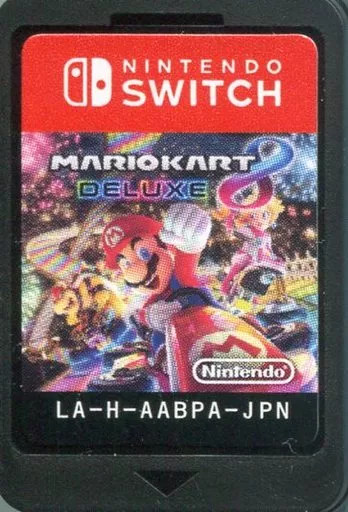 NINTENDO
SWITCH
MARIOKART 8
DELUXE
Nintendo
LA-H-AABPA-JPN